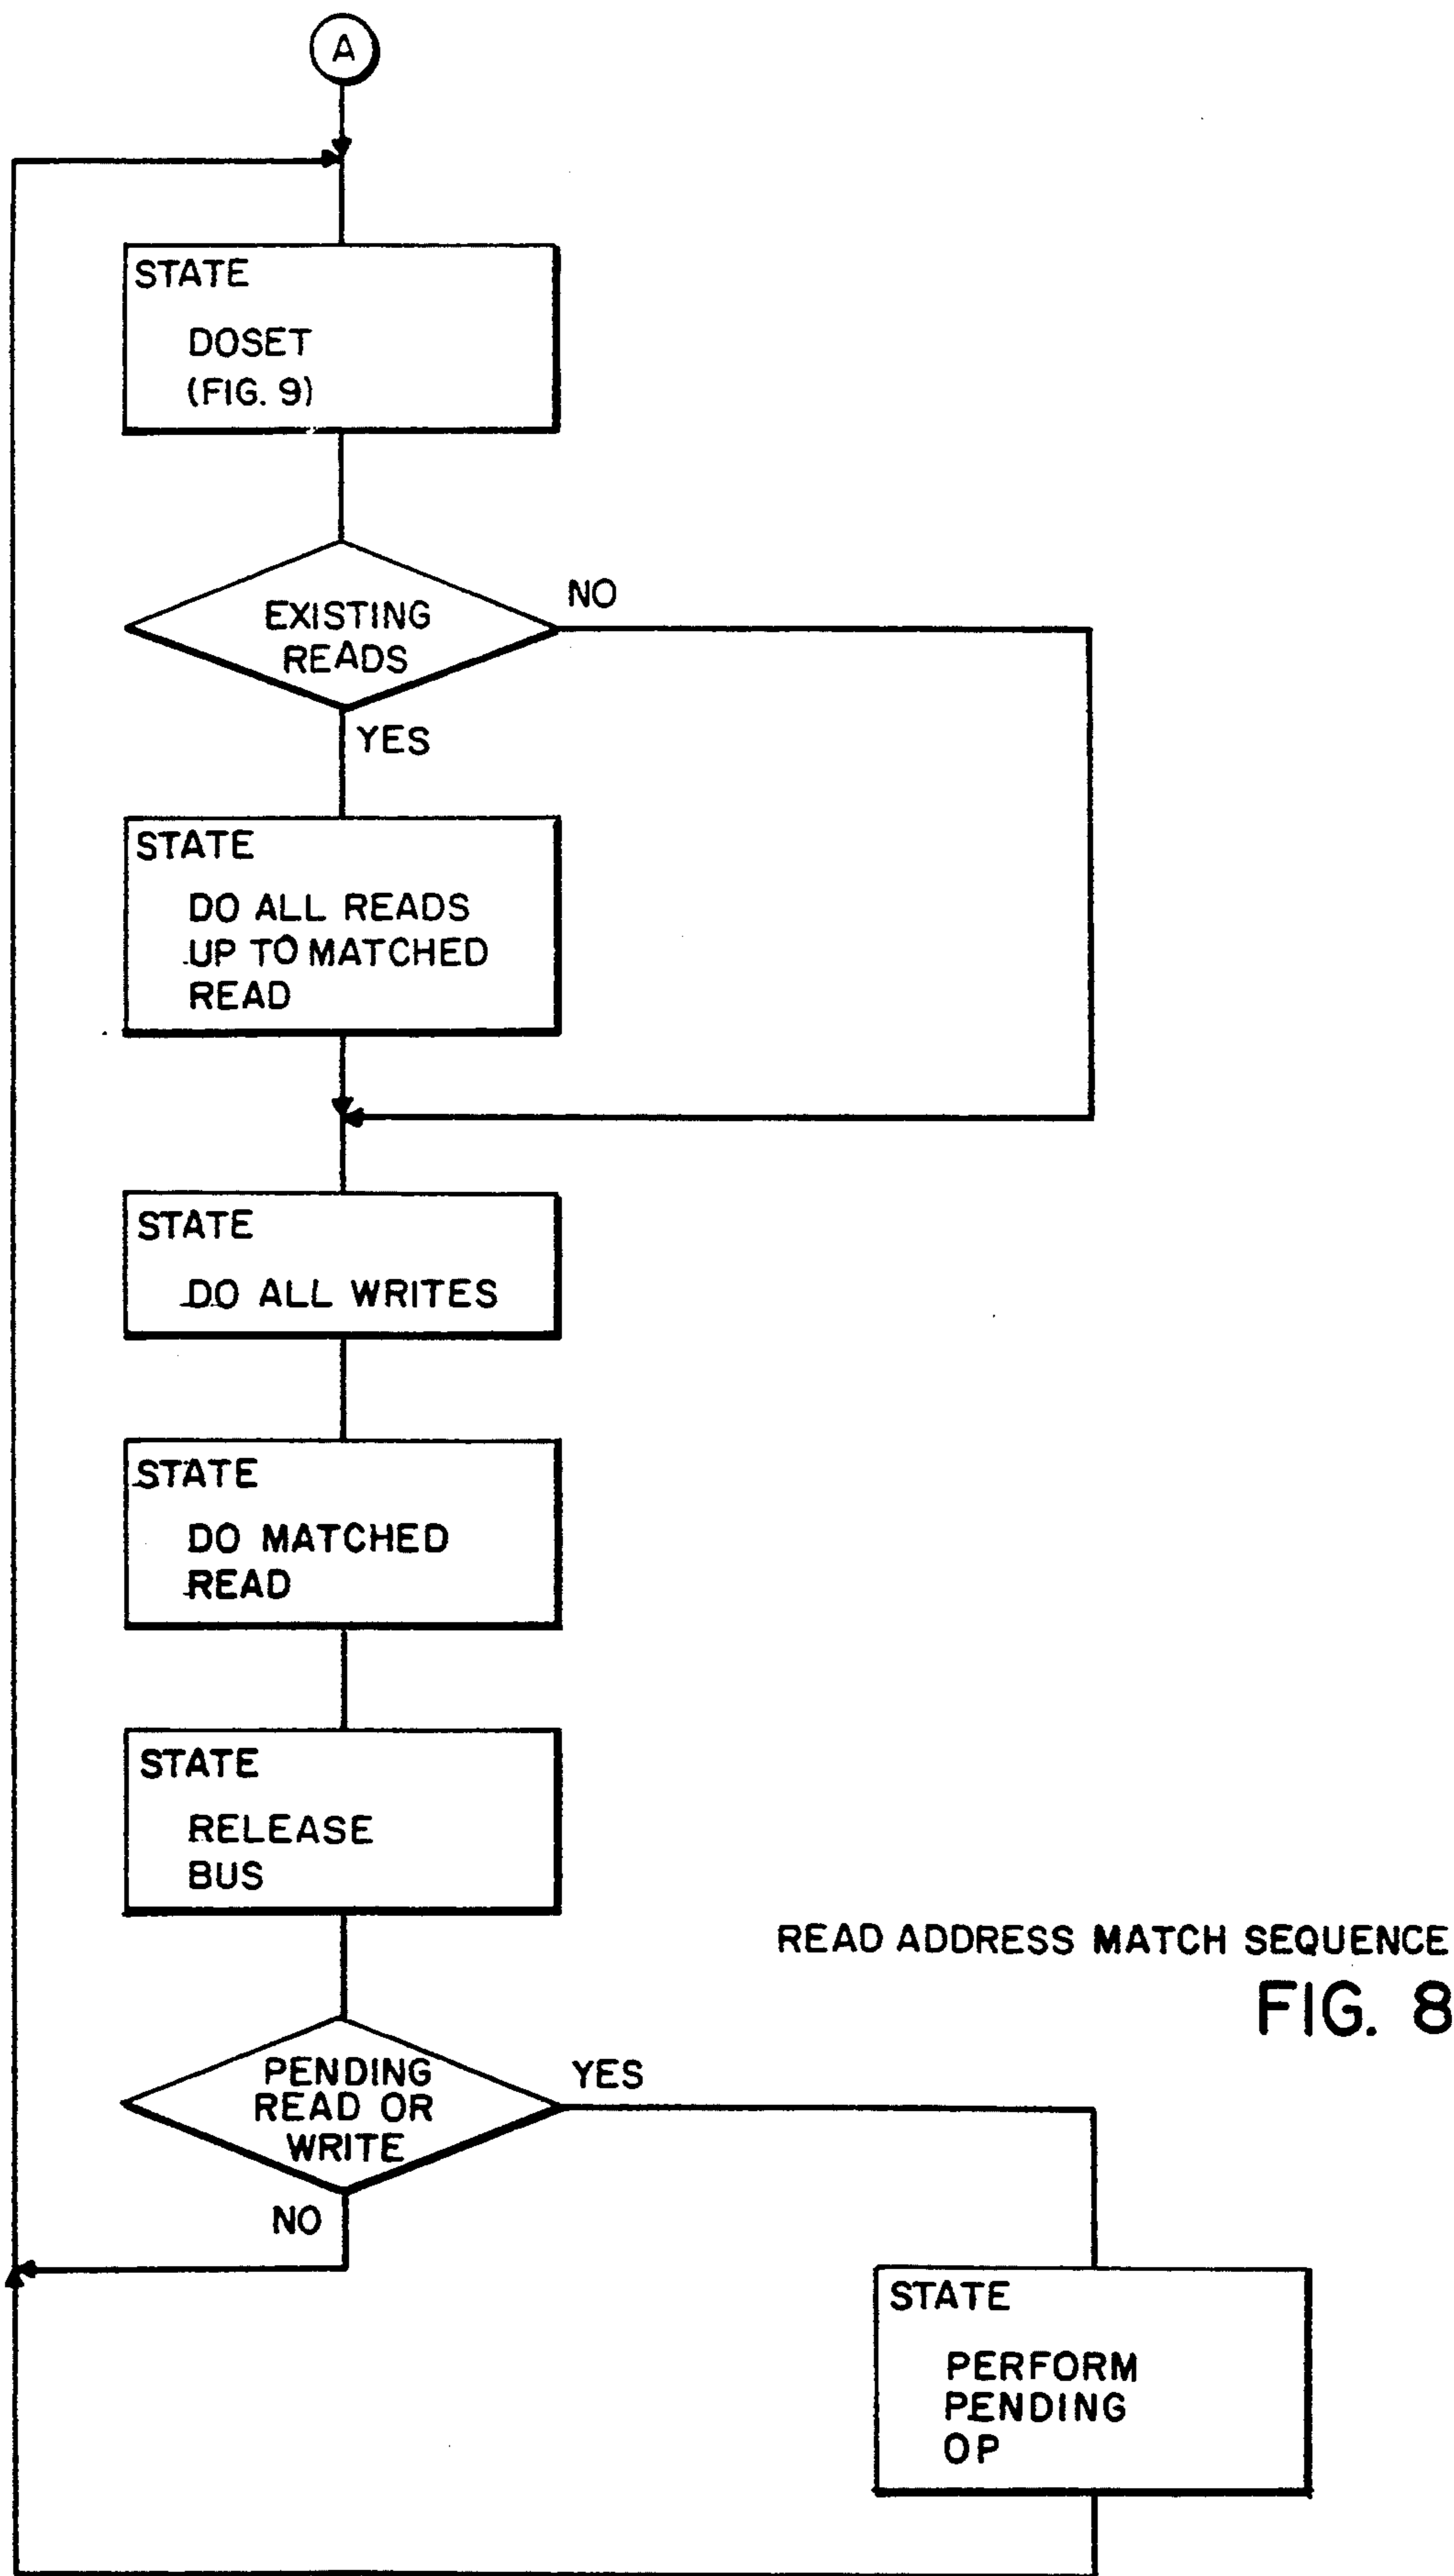 A
STATE
DOSET
(FIG. 9)
EXISTING
READS
NO
YES
STATE
DO ALL READS
UP TO MATCHED
READ
STATE
DO ALL WRITES
STATE
DO MATCHED
READ
STATE
RELEASE
BUS
READ ADDRESS MATCH SEQUENCE
FIG. 8
PENDING
READ OR
WRITE
YES
NO
STATE
PERFORM
PENDING
OP